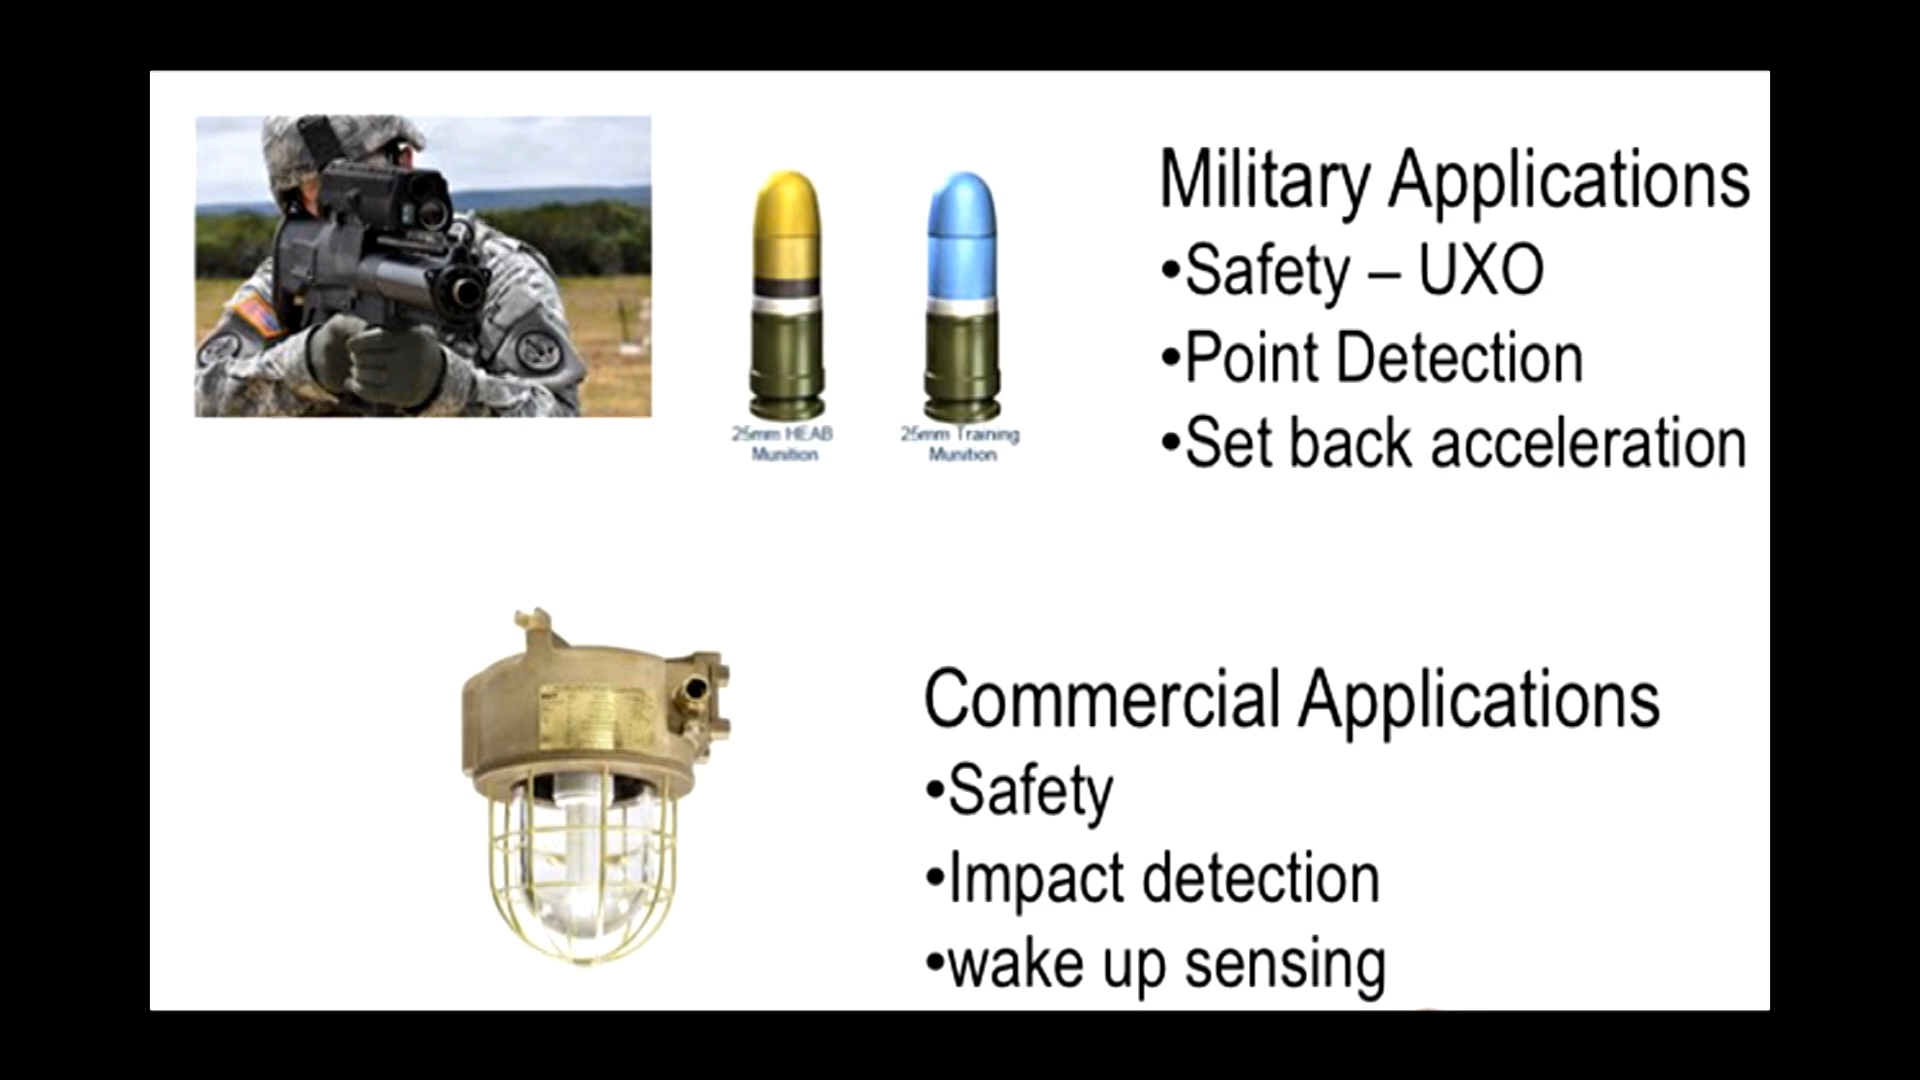 Military Applications
•Safety – UXO
•Point Detection
•Set back acceleration
25mm HEAB
Munition
25mm Training
Munition
Commercial Applications
•Safety
•Impact detection
•wake up sensing